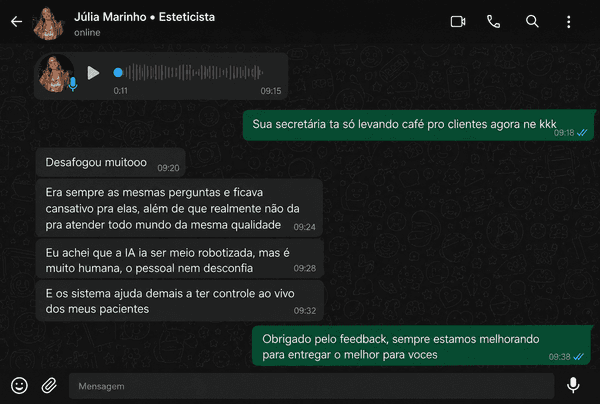 Júlia Marinho • Esteticista
online
0:11
09:15
Sua secretária ta só levando café pro clientes agora ne kkk
09:18
Desafogou muitooo
09:20
Era sempre as mesmas perguntas e ficava
cansativo pra elas, além de que realmente não da
pra atender todo mundo da mesma qualidade
09:24
Eu achei que a IA ia ser meio robotizada, mas é
muito humana, o pessoal nem desconfia
09:28
E os sistema ajuda demais a ter controle ao vivo
dos meus pacientes
09:32
Obrigado pelo feedback, sempre estamos melhorando
para entregar o melhor para voces
09:38
Mensagem